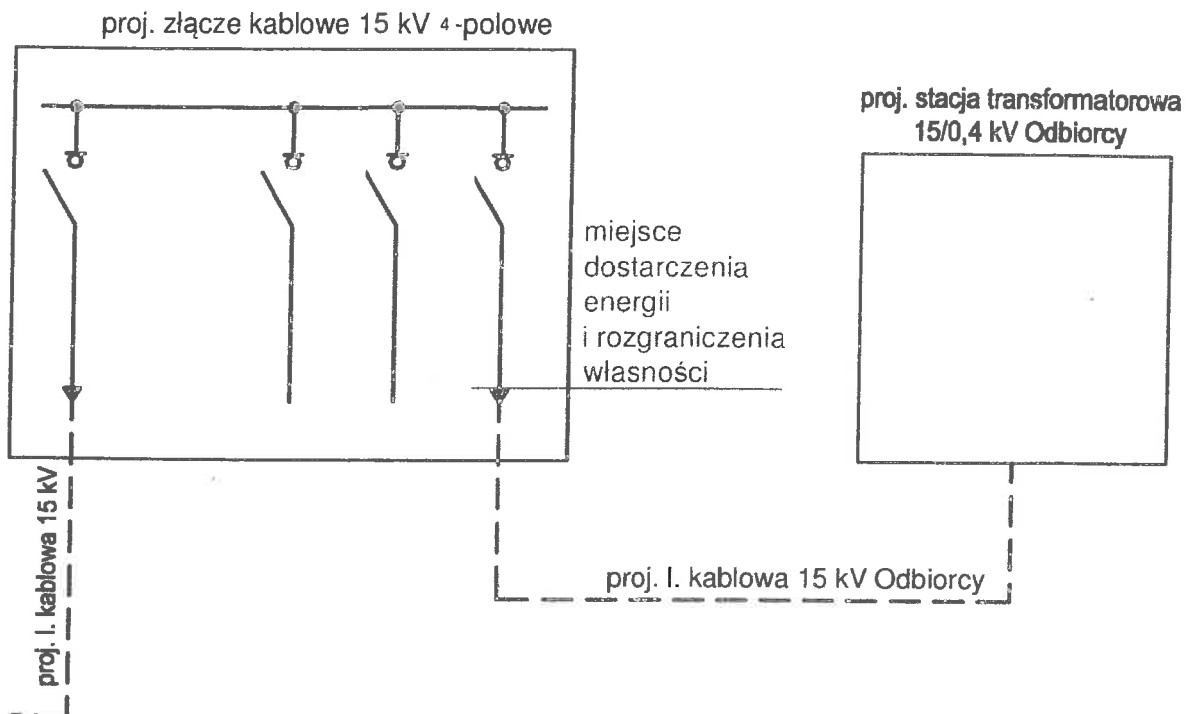 proj. złącze kablowe 15 kV 4-polowe
proj. stacja transformatorowa
15/0,4 kV Odbiorcy
miejsce
dostarczenia
energii
i rozgraniczenia
własności
proj. l. kablowa 15 kV
proj. l. kablowa 15 kV Odbiorcy